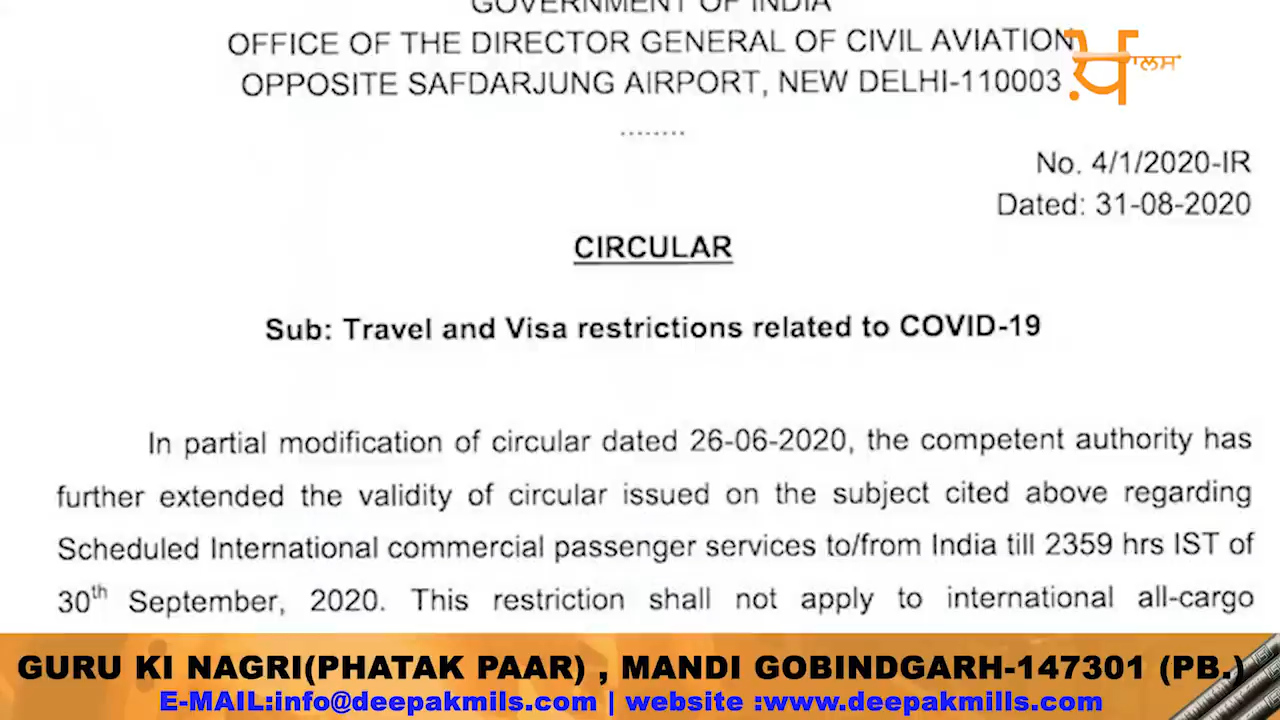 GOVERNMENT OF INDIA
OFFICE OF THE DIRECTOR GENERAL OF CIVIL AVIATION
OPPOSITE SAFDARJUNG AIRPORT, NEW DELHI-110003
ਖ਼ਾਲਸ
........
No. 4/1/2020-IR
Dated: 31-08-2020
CIRCULAR
Sub: Travel and Visa restrictions related to COVID-19
In partial modification of circular dated 26-06-2020, the competent authority has
further extended the validity of circular issued on the subject cited above regarding
Scheduled International commercial passenger services to/from India till 2359 hrs IST of
30th September, 2020. This restriction shall not apply to international all-cargo
GURU KI NAGRI(PHATAK PAAR) , MANDI GOBINDGARH-147301 (PB.)
E-MAIL:info@deepakmils.com | website :www.deepakmills.com